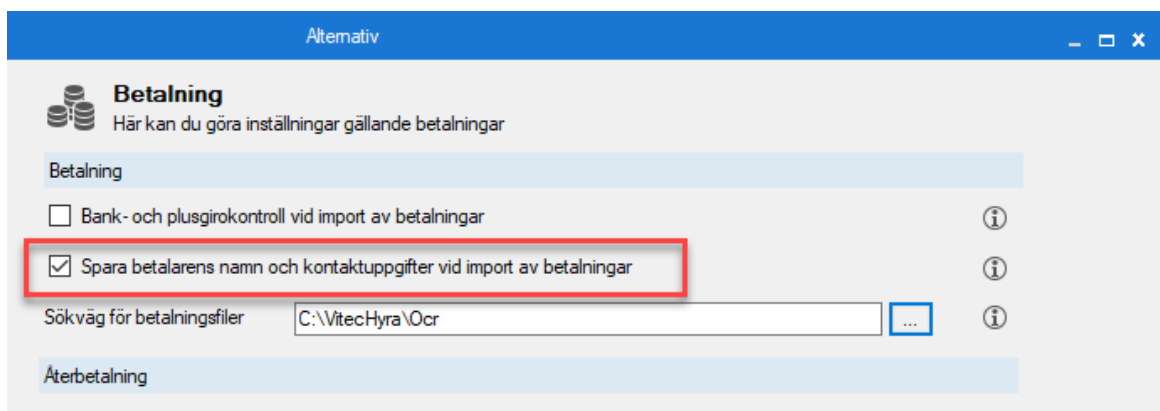 Alternativ
Betalning
Här kan du göra inställningar gällande betalningar
Betalning
Bank- och plusgirokontroll vid import av betalningar
Spara betalarens namn och kontaktuppgifter vid import av betalningar
Sökväg för betalningsfiler C:\VitecHyra\Ocr ...
Återbetalning